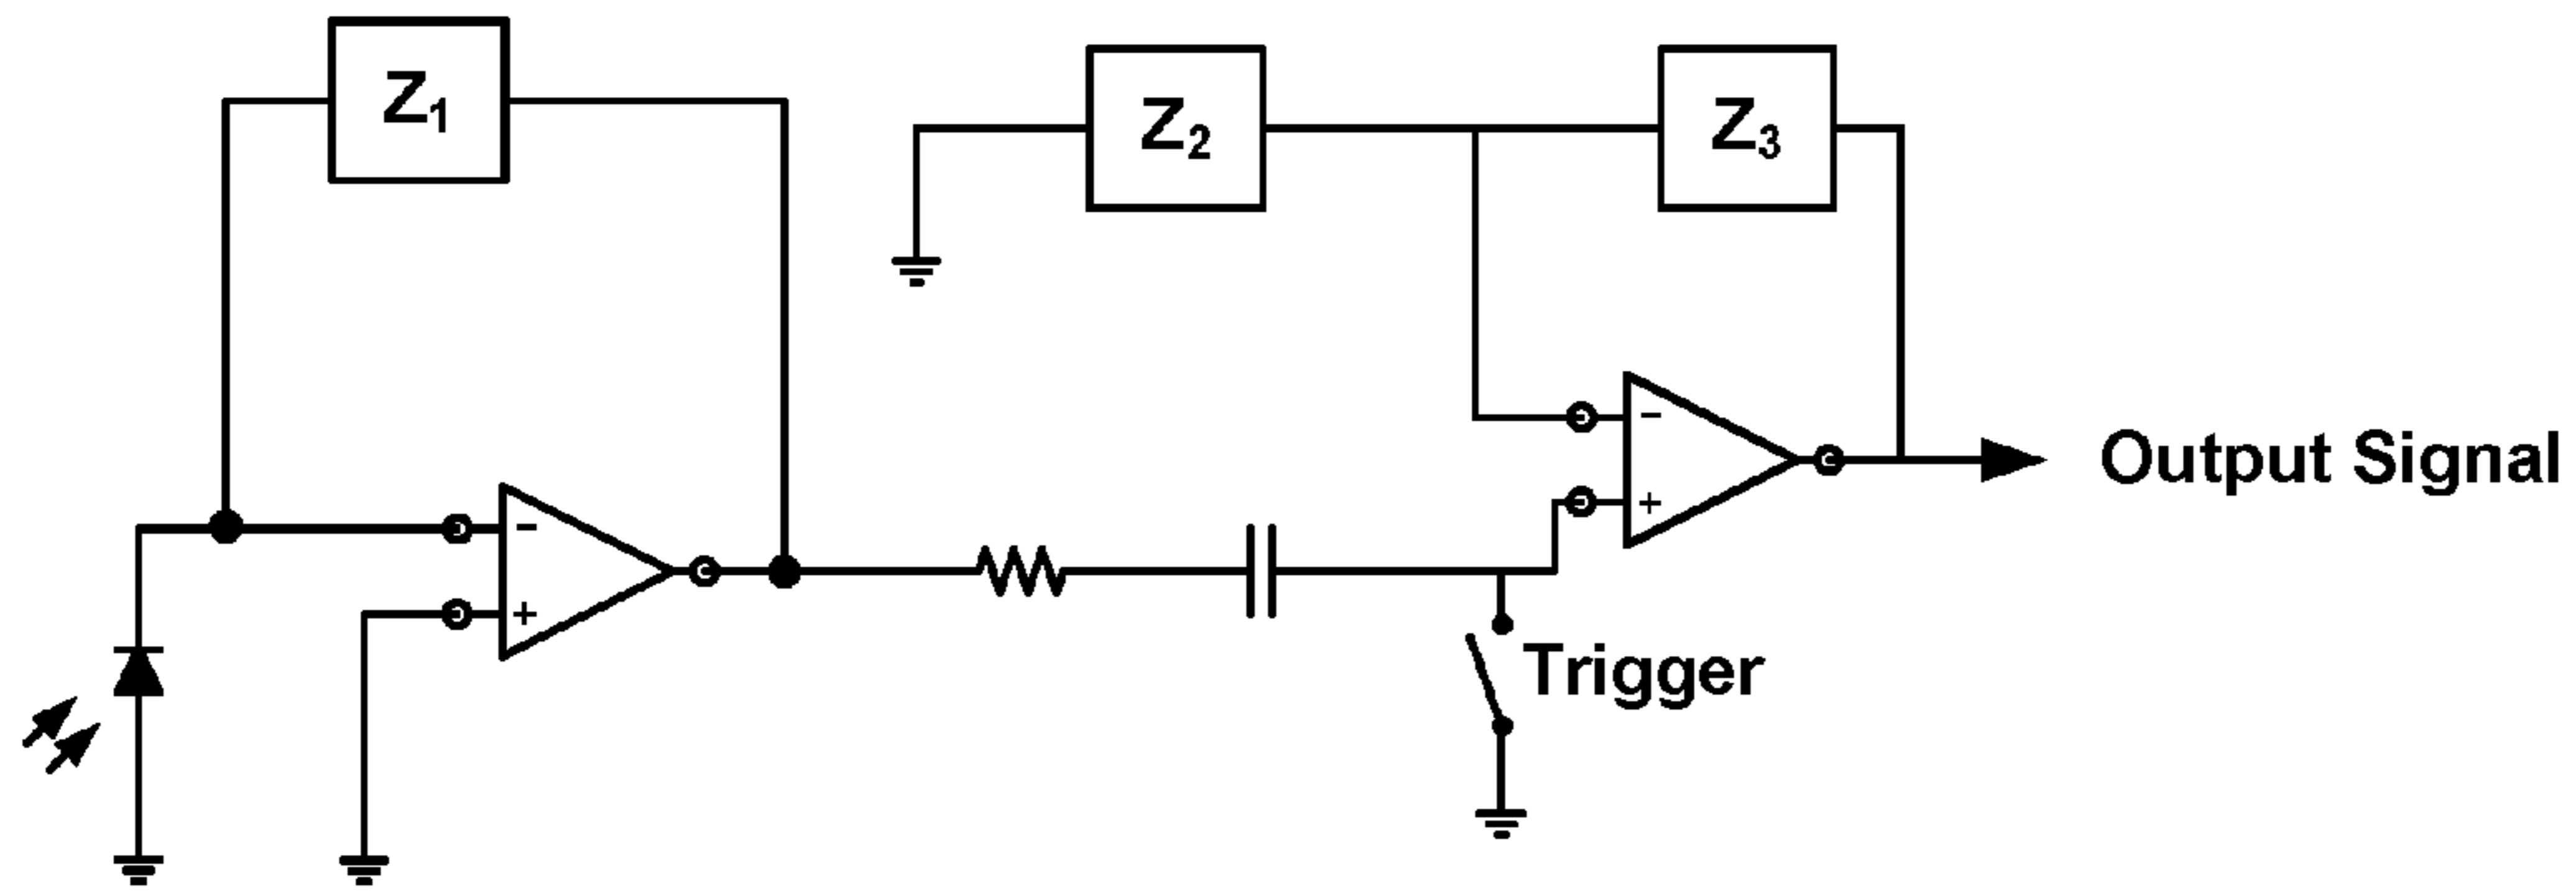 Z₁
Z₂
Z₃
−
+
−
+
Output Signal
Trigger